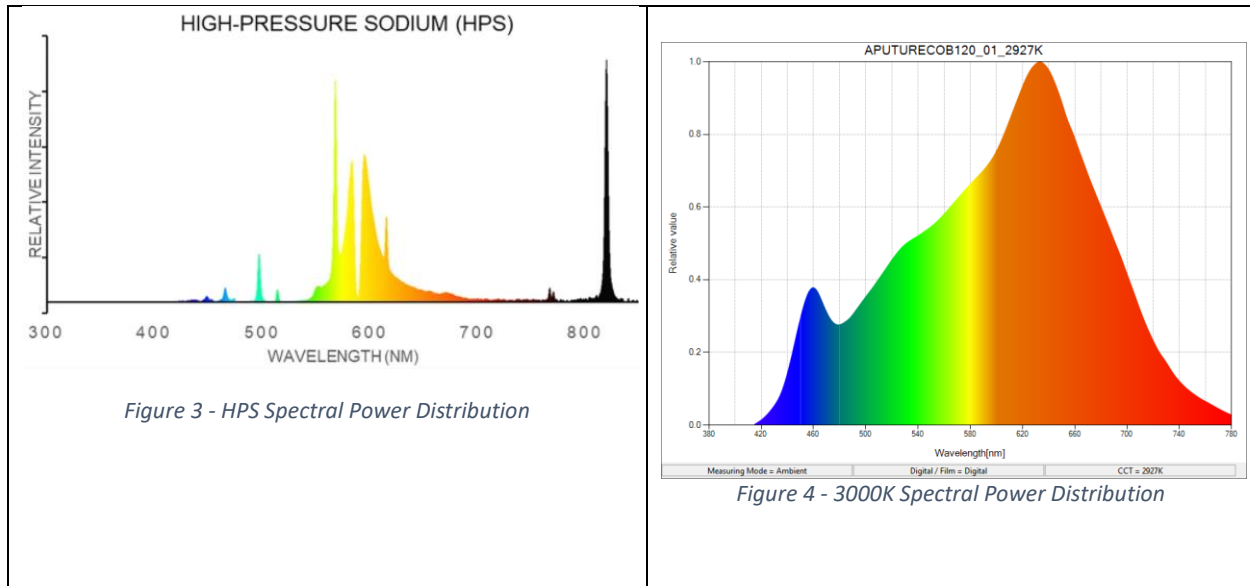 HIGH-PRESSURE SODIUM (HPS)
RELATIVE INTENSITY
300 400 500 600 700 800
WAVELENGTH (NM)
Figure 3 - HPS Spectral Power Distribution
APUTURECOB120_01_2927K
1.0
0.8
0.6
0.4
0.2
0.0
Relative value
380 420 460 500 540 580 620 660 700 740 780
Wavelength[nm]
Measuring Mode = Ambient Digital / Film = Digital CCT = 2927K
Figure 4 - 3000K Spectral Power Distribution